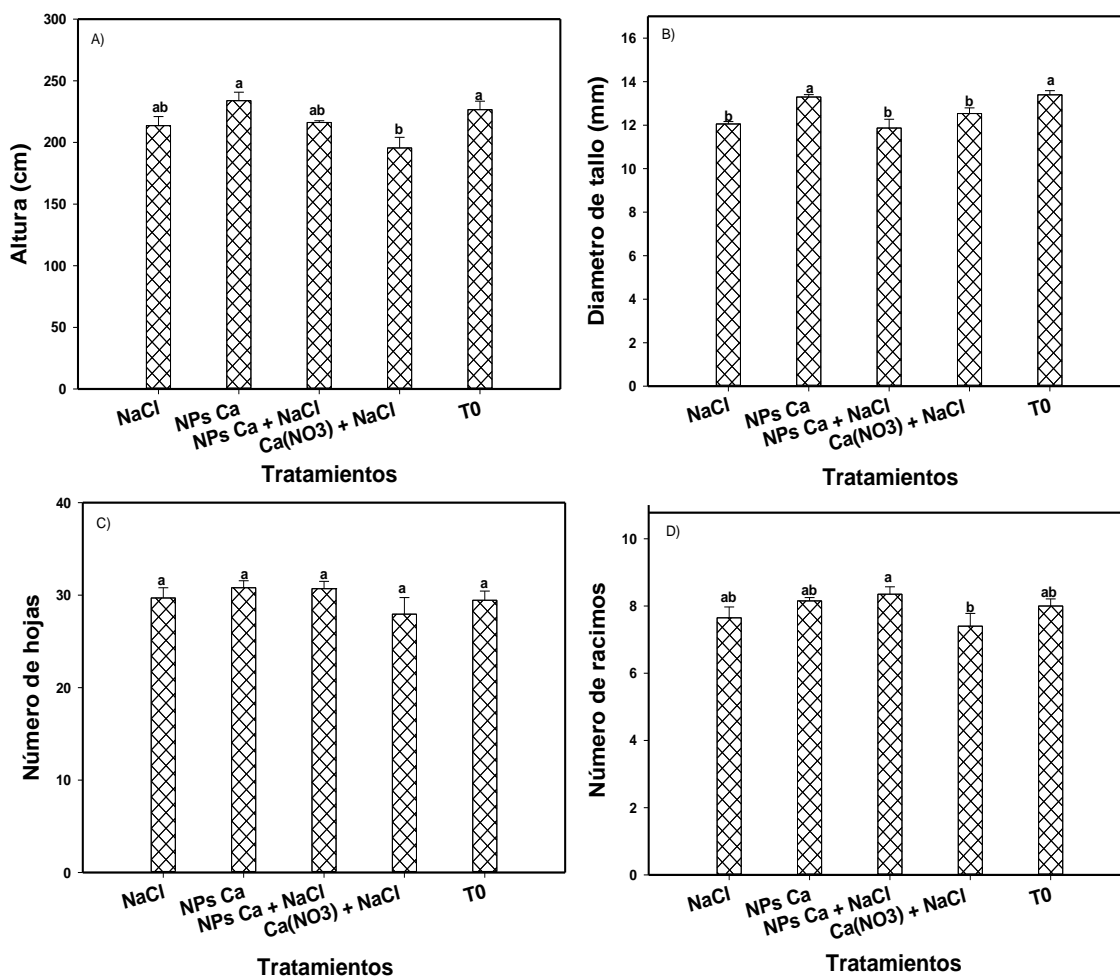 A)
Altura (cm)
300
250
200
150
100
50
0
ab
a
ab
b
a
NaCl
NPs Ca
NPs Ca + NaCl
Ca(NO3) + NaCl
T0
Tratamientos
B)
Diametro de tallo (mm)
16
14
12
10
8
6
4
2
0
b
a
b
b
a
NaCl
NPs Ca
NPs Ca + NaCl
Ca(NO3) + NaCl
T0
Tratamientos
C)
Número de hojas
40
30
20
10
0
a
a
a
a
a
NaCl
NPs Ca
NPs Ca + NaCl
Ca(NO3) + NaCl
T0
Tratamientos
D)
Número de racimos
10
8
6
4
2
0
ab
ab
a
b
ab
NaCl
NPs Ca
NPs Ca + NaCl
Ca(NO3) + NaCl
T0
Tratamientos